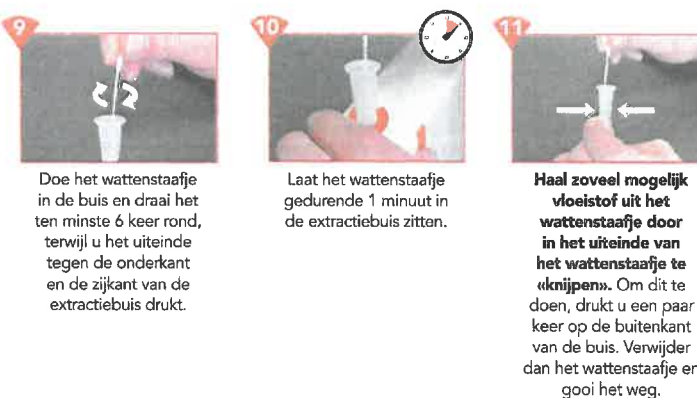 9
Doe het wattenstaafje
in de buis en draai het
ten minste 6 keer rond,
terwijl u het uiteinde
tegen de onderkant
en de zijkant van de
extractiebuis drukt.
10
Laat het wattenstaafje
gedurende 1 minuut in
de extractiebuis zitten.
11
Haal zoveel mogelijk
vloeistof uit het
wattenstaafje door
in het uiteinde van
het wattenstaafje te
«knijpen». Om dit te
doen, drukt u een paar
keer op de buitenkant
van de buis. Verwijder
dan het wattenstaafje en
gooi het weg.